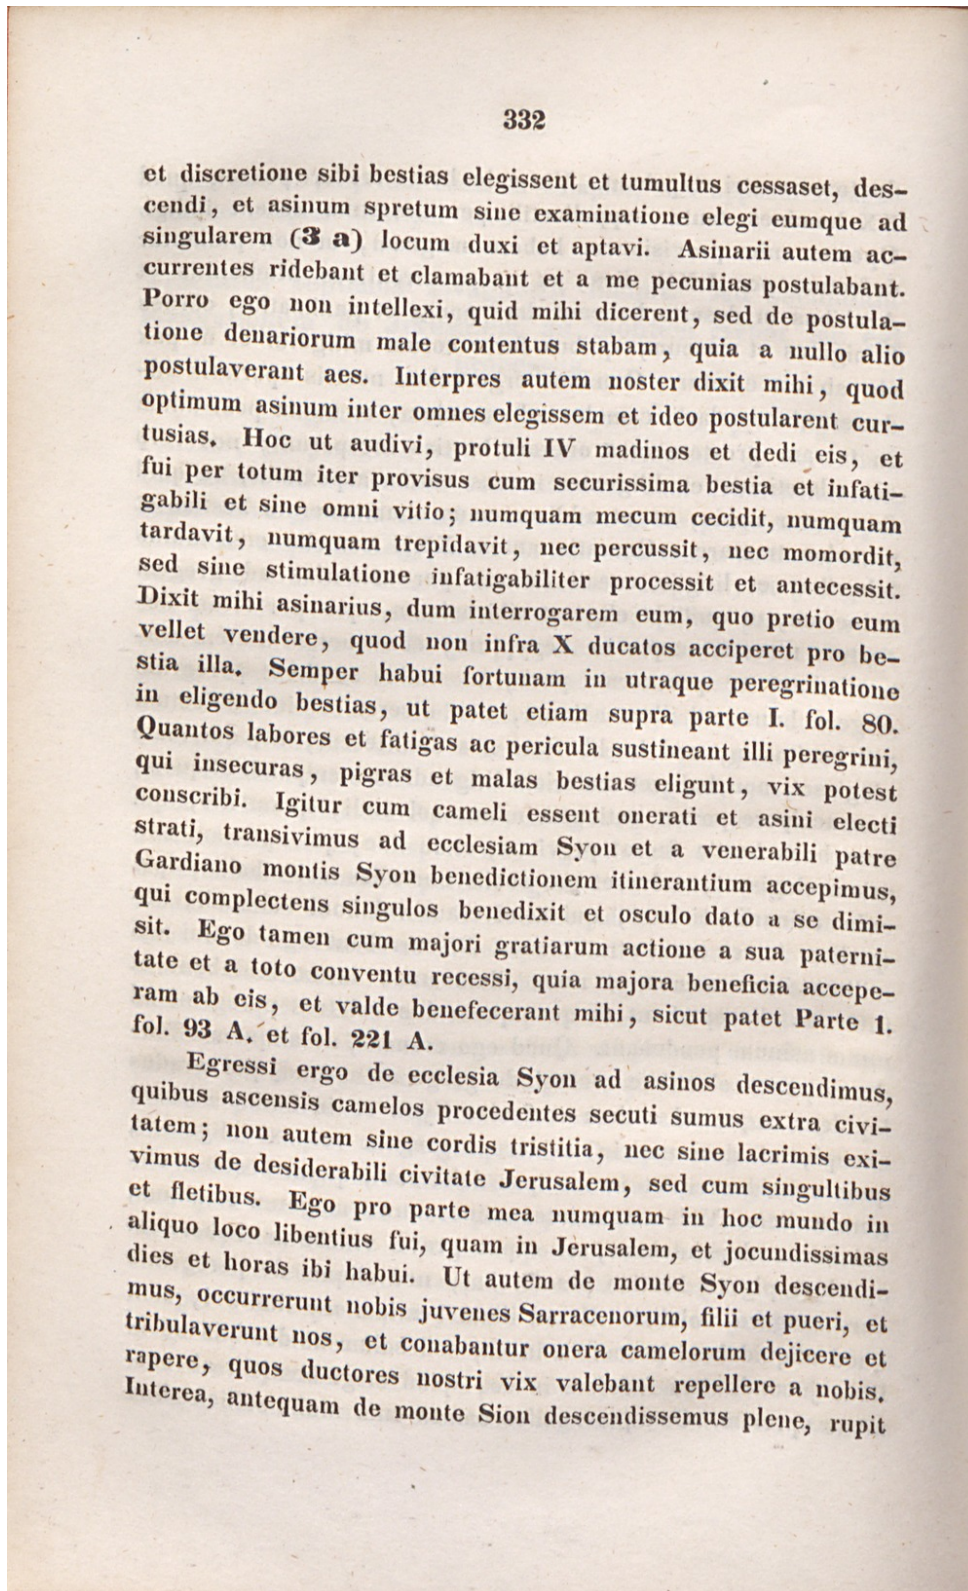 332
et discretione sibi bestias elegissent et tumultus cessaset, des-
cendi, et asinum spretum sine examinatione elegi eumque ad
singularem (3 a) locum duxi et aptavi. Asinarii autem ac-
currentes ridebant et clamabant et a me pecunias postulabant.
Porro ego non intellexi, quid mihi dicerent, sed de postula-
tione denariorum male contentus stabam, quia a nullo alio
postulaverant aes. Interpres autem noster dixit mihi, quod
optimum asinum inter omnes elegissem et ideo postularent cur-
tusias. Hoc ut audivi, protuli IV madinos et dedi eis, et
fui per totum iter provisus cum securissima bestia et infati-
gabili et sine omni vitio; numquam mecum cecidit, numquam
tardavit, numquam trepidavit, nec percussit, nec momordit,
sed sine stimulatione infatigabiliter processit et antecessit.
Dixit mihi asinarius, dum interrogarem eum, quo pretio eum
vellet vendere, quod non infra X ducatos acciperet pro be-
stia illa. Semper habui fortunam in utraque peregrinatione
in eligendo bestias, ut patet etiam supra parte I. fol. 80.
Quantos labores et fatigas ac pericula sustineant illi peregrini,
qui insecuras, pigras et malas bestias eligunt, vix potest
conscribi. Igitur cum cameli essent onerati et asini electi
strati, transivimus ad ecclesiam Syon et a venerabili patre
Gardiano montis Syon benedictionem itinerantium accepimus,
qui complectens singulos benedixit et osculo dato a se dimi-
sit. Ego tamen cum majori gratiarum actione a sua paterni-
tate et a toto conventu recessi, quia majora beneficia accepe-
ram ab eis, et valde benefecerant mihi, sicut patet Parte 1.
fol. 93 A. et fol. 221 A.
Egressi ergo de ecclesia Syon ad asinos descendimus,
quibus ascensis camelos procedentes secuti sumus extra civi-
tatem; non autem sine cordis tristitia, nec sine lacrimis exi-
vimus de desiderabili civitate Jerusalem, sed cum singultibus
et fletibus. Ego pro parte mea numquam in hoc mundo in
aliquo loco libentius fui, quam in Jerusalem, et jocundissimas
dies et horas ibi habui. Ut autem de monte Syon descendi-
mus, occurrerunt nobis juvenes Sarracenorum, filii et pueri, et
tribulaverunt nos, et conabantur onera camelorum dejicere et
rapere, quos ductores nostri vix valebant repellere a nobis.
Interea, antequam de monte Sion descendissemus plene, rupit